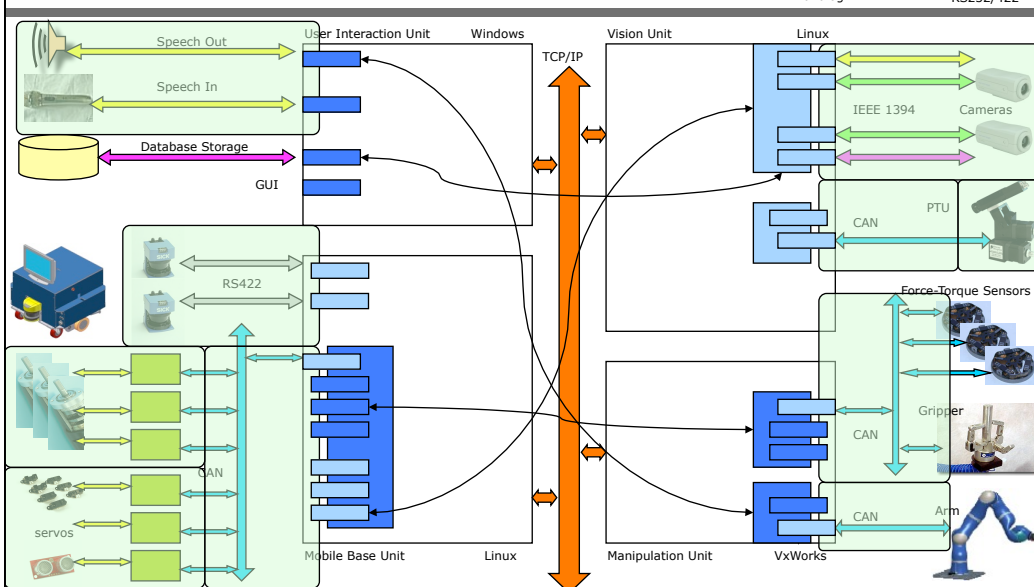 User Interaction Unit
Windows
Vision Unit
Linux
Speech Out
TCP/IP
Speech In
IEEE 1394
Cameras
Database Storage
GUI
CAN
PTU
RS422
Force-Torque Sensors
Gripper
CAN
CAN
servos
CAN
Arm
Mobile Base Unit
Linux
Manipulation Unit
VxWorks